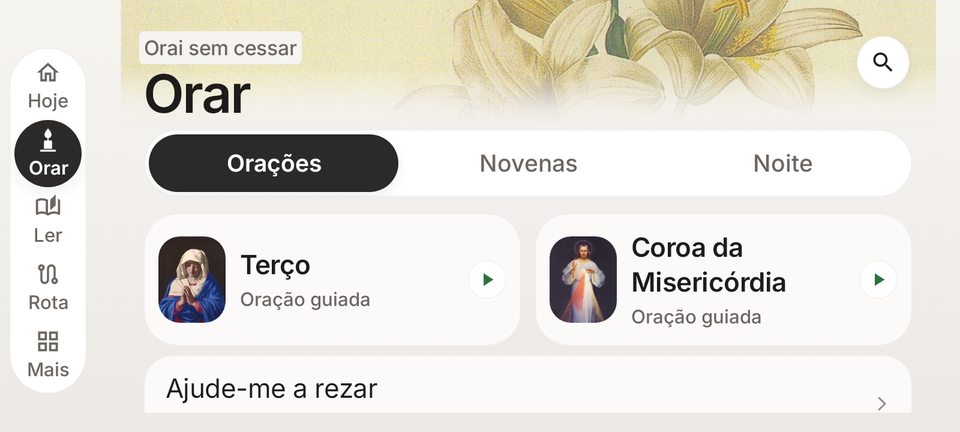 Orai sem cessar
Orar
Hoje
Orar
Ler
Rota
Mais
Orações
Novenas
Noite
Terço
Oração guiada
Coroa da
Misericórdia
Oração guiada
Ajude-me a rezar